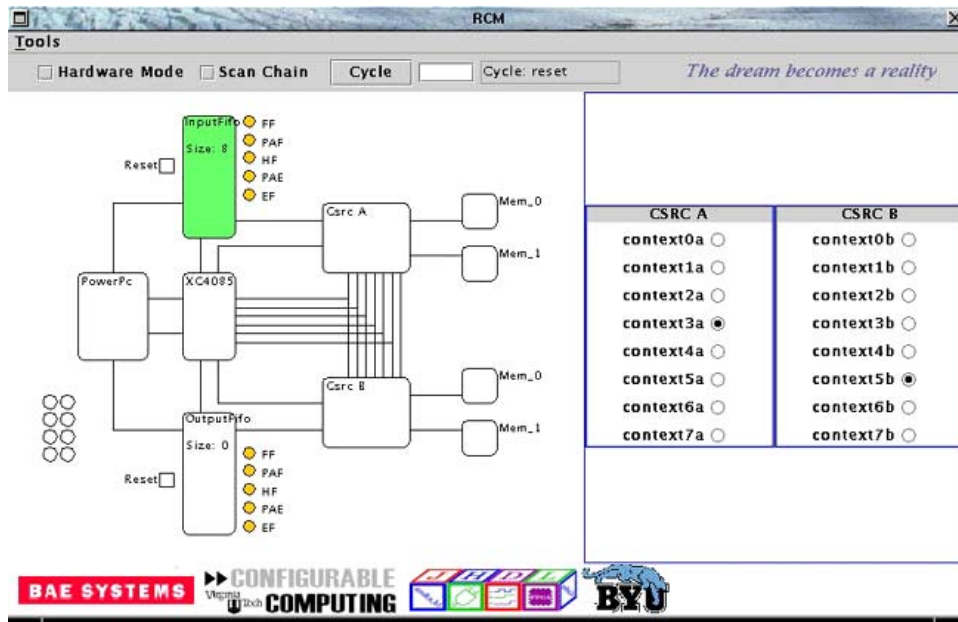 RCM
Tools
Hardware Mode Scan Chain Cycle Cycle: reset The dream becomes a reality
InputFifo
Size: 8
FF
PAF
HF
PAE
EF
Reset
Csrc A
Mem_0
Mem_1
PowerPc
XC4085
Csrc B
Mem_0
Mem_1
OutputFifo
Size: 0
FF
PAF
HF
PAE
EF
Reset
CSRC A CSRC B
context0a context0b
context1a context1b
context2a context2b
context3a context3b
context4a context4b
context5a context5b
context6a context6b
context7a context7b
BAE SYSTEMS
CONFIGURABLE
Virginia Tech COMPUTING
JHDL
BYU